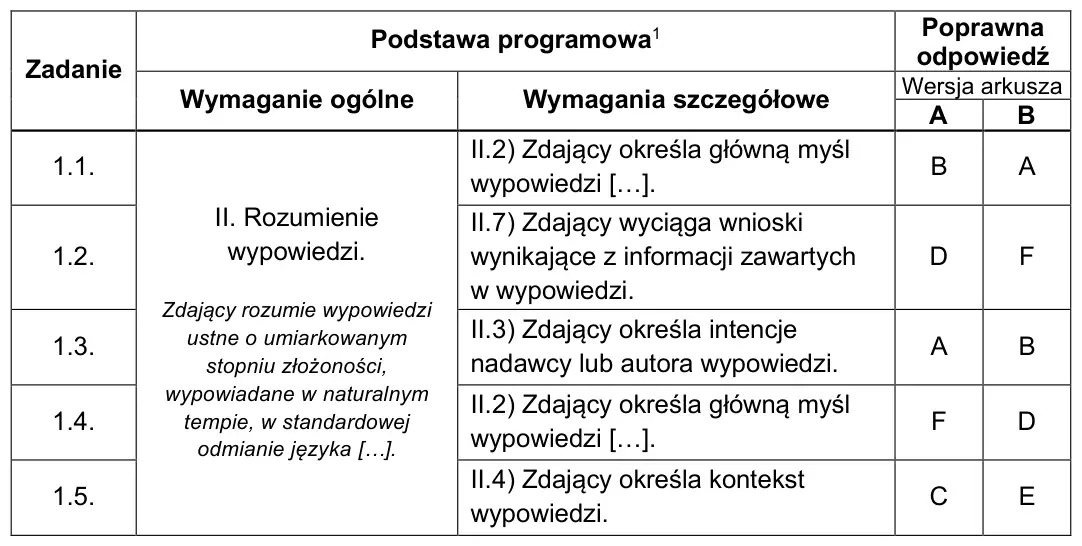 Zadanie
Podstawa programowa¹
Poprawna
odpowiedź
Wymaganie ogólne
Wymagania szczegółowe
Wersja arkusza
A B
1.1.
II. Rozumienie
wypowiedzi.
Zdający rozumie wypowiedzi
ustne o umiarkowanym
stopniu złożoności,
wypowiadane w naturalnym
tempie, w standardowej
odmianie języka […].
II.2) Zdający określa główną myśl
wypowiedzi […].
B A
1.2.
II.7) Zdający wyciąga wnioski
wynikające z informacji zawartych
w wypowiedzi.
D F
1.3.
II.3) Zdający określa intencje
nadawcy lub autora wypowiedzi.
A B
1.4.
II.2) Zdający określa główną myśl
wypowiedzi […].
F D
1.5.
II.4) Zdający określa kontekst
wypowiedzi.
C E